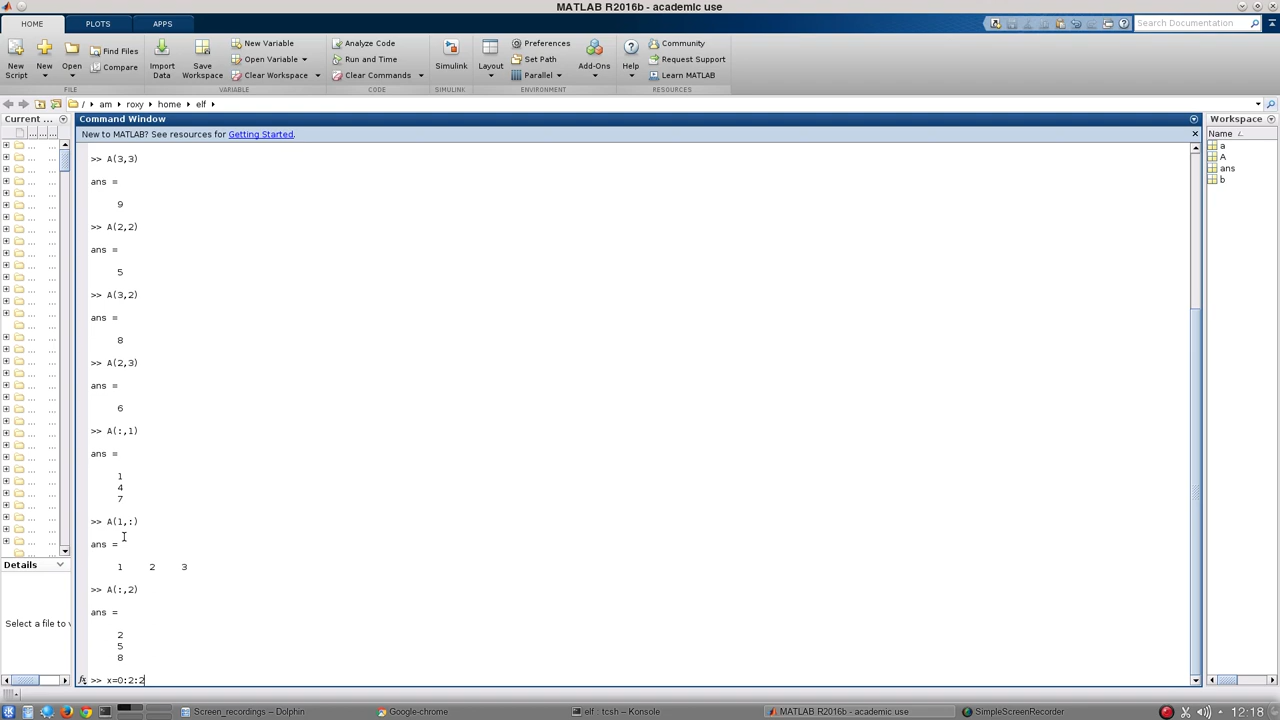 MATLAB R2016b - academic use
HOME PLOTS APPS
Search Documentation
New Script
New
Open
Find Files
Compare
Import Data
Save Workspace
New Variable
Open Variable
Clear Workspace
Analyze Code
Run and Time
Clear Commands
Simulink
Layout
Preferences
Set Path
Parallel
Add-Ons
Help
Community
Request Support
Learn MATLAB
FILE VARIABLE CODE SIMULINK ENVIRONMENT RESOURCES
/ am roxy home elf
Current ...
Command Window
Workspace
New to MATLAB? See resources for Getting Started.
Name
a
A
ans
b
>> A(3,3)
ans =
9
>> A(2,2)
ans =
5
>> A(3,2)
ans =
8
>> A(2,3)
ans =
6
>> A(:,1)
ans =
1
4
7
>> A(1,:)
ans =
1 2 3
>> A(:,2)
ans =
2
5
8
fx >> x=0:2:2
Details
Select a file to v
Screen_recordings – Dolphin
Google-chrome
elf : tcsh – Konsole
MATLAB R2016b - academic use
SimpleScreenRecorder
12:18